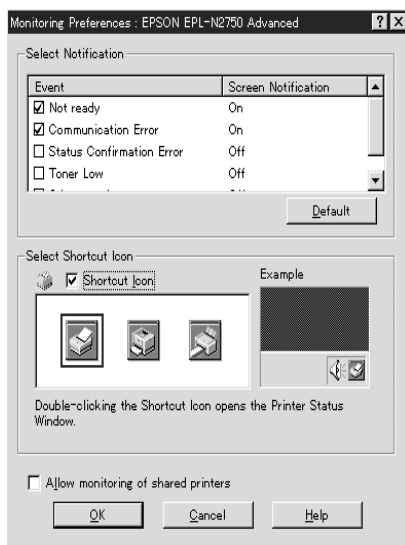 Monitoring Preferences : EPSON EPL-N2750 Advanced
Select Notification
Event Screen Notification
Not ready On
Communication Error On
Status Confirmation Error Off
Toner Low Off
Default
Select Shortcut Icon
Shortcut Icon
Example
Double-clicking the Shortcut Icon opens the Printer Status
Window.
Allow monitoring of shared printers
OK Cancel Help